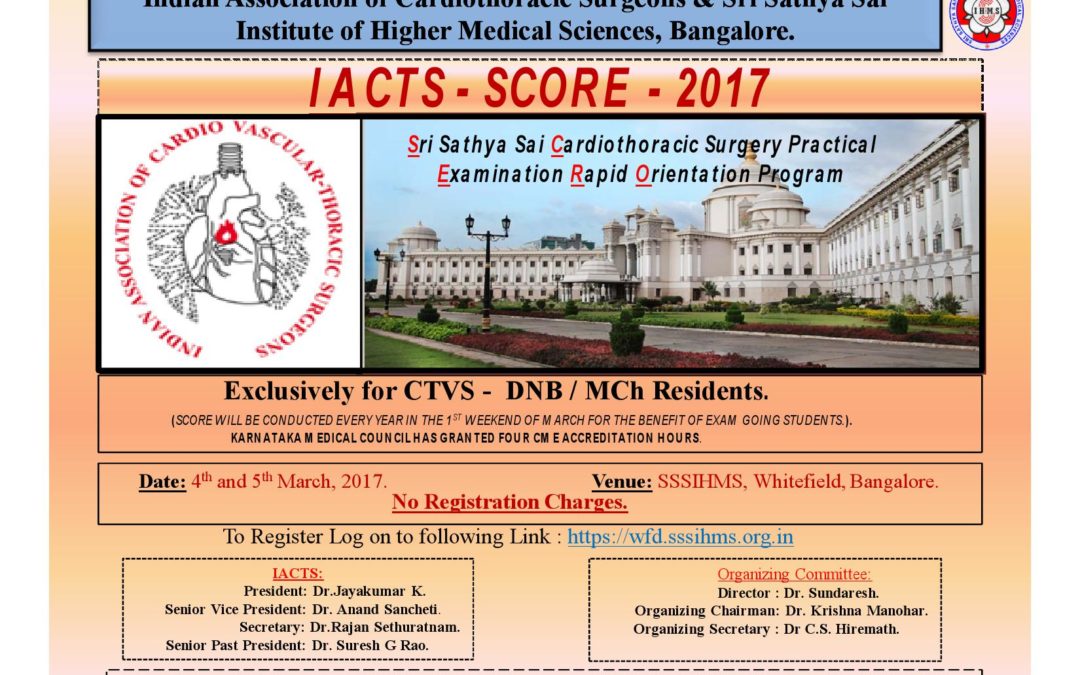 Indian Association of Cardiothoracic Surgeons & Sri Sathya Sai
Institute of Higher Medical Sciences, Bangalore.
IHMS
IACTS - SCORE - 2017
INDIAN ASSOCIATION OF CARDIO VASCULAR-THORACIC SURGEONS
Sri Sathya Sai Cardiothoracic Surgery Practical
Examination Rapid Orientation Program
Exclusively for CTVS - DNB / MCh Residents.
(SCORE WILL BE CONDUCTED EVERY YEAR IN THE 1ST WEEKEND OF MARCH FOR THE BENEFIT OF EXAM GOING STUDENTS.).
KARNATAKA MEDICAL COUNCIL HAS GRANTED FOUR CME ACCREDITATION HOURS.
Date: 4th and 5th March, 2017. Venue: SSSIHMS, Whitefield, Bangalore.
No Registration Charges.
To Register Log on to following Link : https://wfd.sssihms.org.in
IACTS:
President: Dr.Jayakumar K.
Senior Vice President: Dr. Anand Sancheti.
Secretary: Dr.Rajan Sethuratnam.
Senior Past President: Dr. Suresh G Rao.
Organizing Committee:
Director : Dr. Sundaresh.
Organizing Chairman: Dr. Krishna Manohar.
Organizing Secretary : Dr C.S. Hiremath.